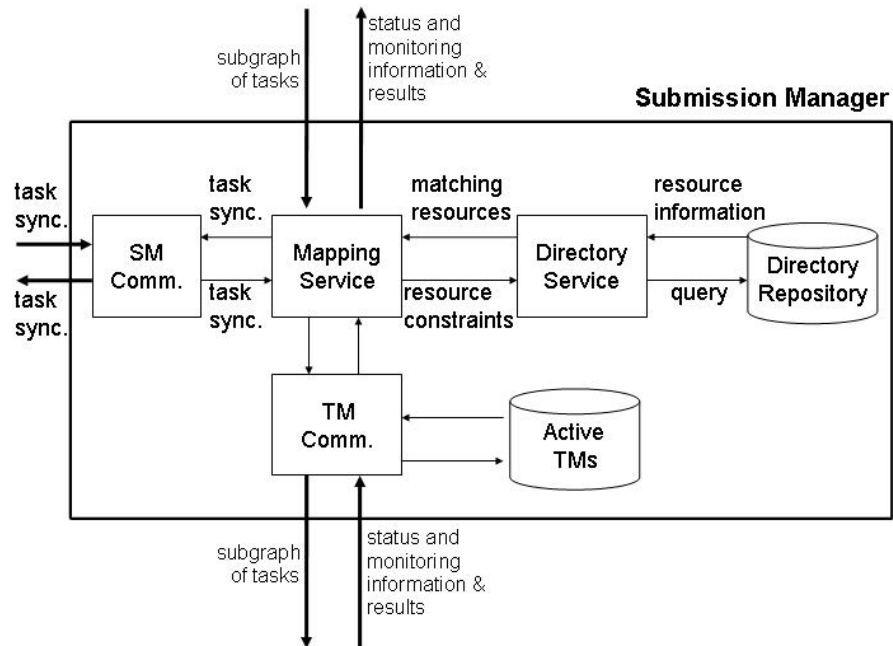 subgraph
of tasks
status and
monitoring
information &
results
Submission Manager
task
sync.
task
sync.
matching
resources
resource
information
SM
Comm.
Mapping
Service
Directory
Service
Directory
Repository
task
sync.
task
sync.
resource
constraints
query
TM
Comm.
Active
TMs
subgraph
of tasks
status and
monitoring
information &
results